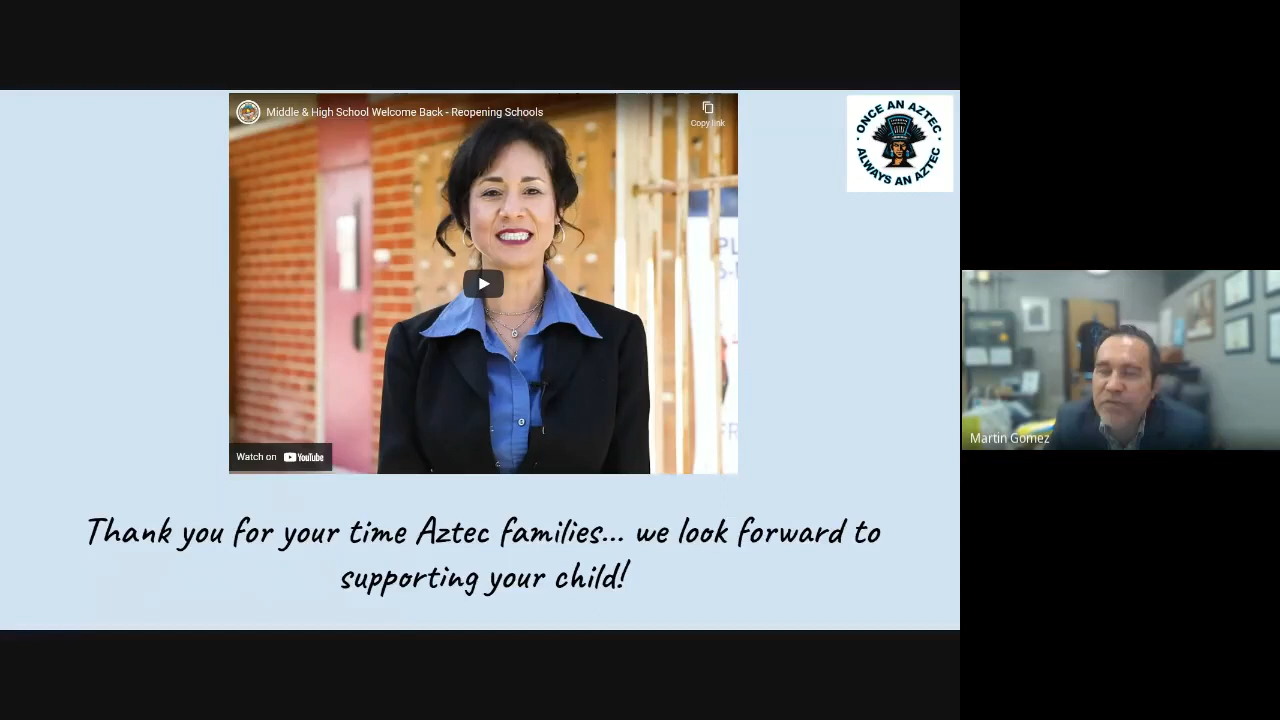 Middle & High School Welcome Back - Reopening Schools
Copy link
ONCE AN AZTEC
ALWAYS AN AZTEC
PL
Watch on YouTube
Martin Gomez
Thank you for your time Aztec families... we look forward to
supporting your child!